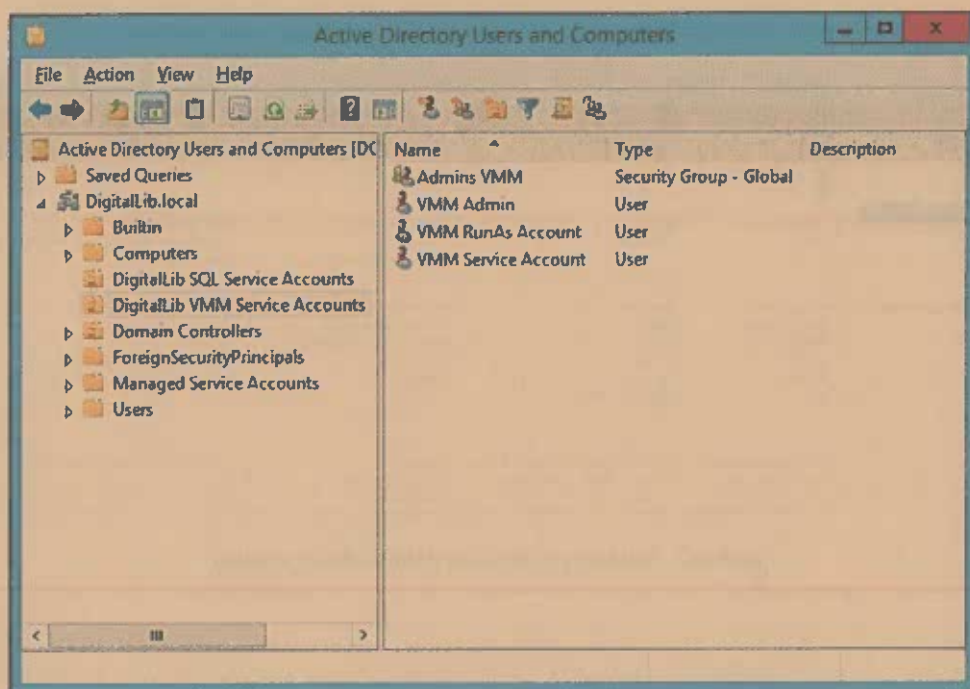 Active Directory Users and Computers
File Action View Help
Active Directory Users and Computers [DC
Saved Queries
DigitalLib.local
Builtin
Computers
DigitalLib SQL Service Accounts
DigitalLib VMM Service Accounts
Domain Controllers
ForeignSecurityPrincipals
Managed Service Accounts
Users
Name Type Description
Admins VMM Security Group - Global
VMM Admin User
VMM RunAs Account User
VMM Service Account User